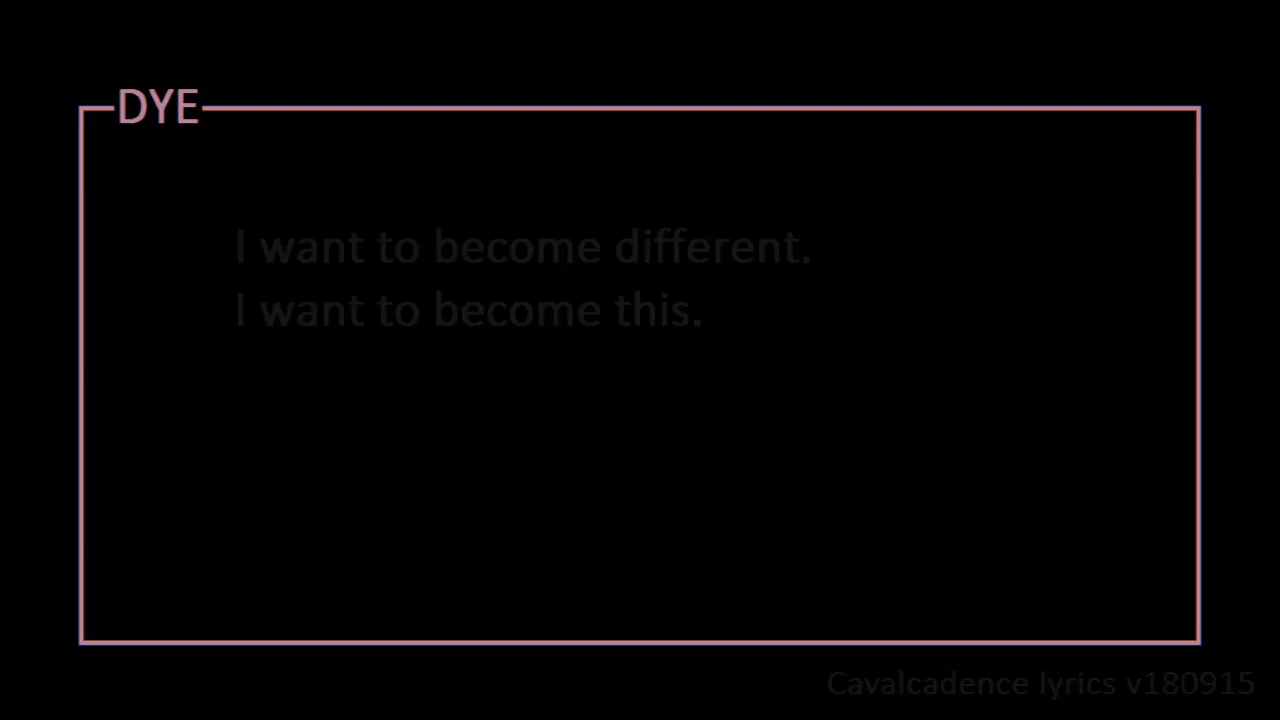 DYE
I want to become different.
I want to become this.
Cavalcadence lyrics v180915